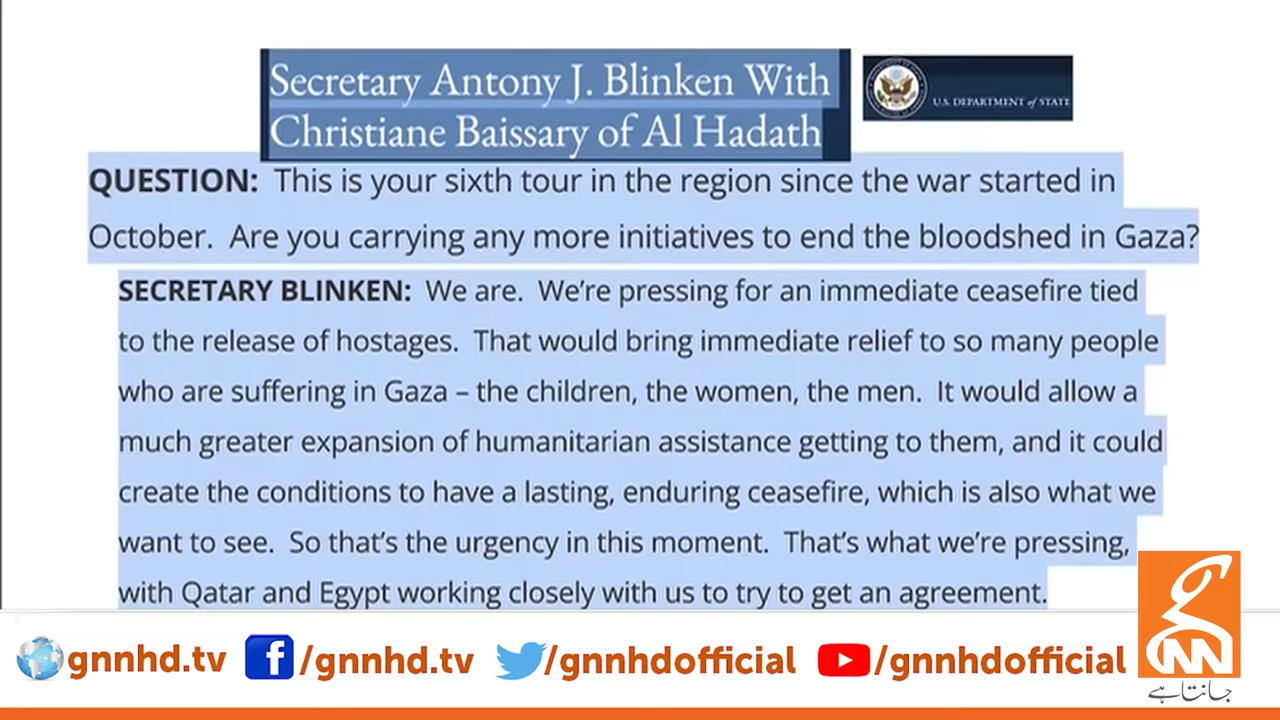 Secretary Antony J. Blinken With
Christiane Baissary of Al Hadath
U.S. DEPARTMENT of STATE
QUESTION: This is your sixth tour in the region since the war started in
October. Are you carrying any more initiatives to end the bloodshed in Gaza?
SECRETARY BLINKEN: We are. We're pressing for an immediate ceasefire tied
to the release of hostages. That would bring immediate relief to so many people
who are suffering in Gaza – the children, the women, the men. It would allow a
much greater expansion of humanitarian assistance getting to them, and it could
create the conditions to have a lasting, enduring ceasefire, which is also what we
want to see. So that's the urgency in this moment. That's what we're pressing,
with Qatar and Egypt working closely with us to try to get an agreement.
gnnhd.tv /gnnhd.tv /gnnhdofficial /gnnhdofficial
GNN
جانتا ہے